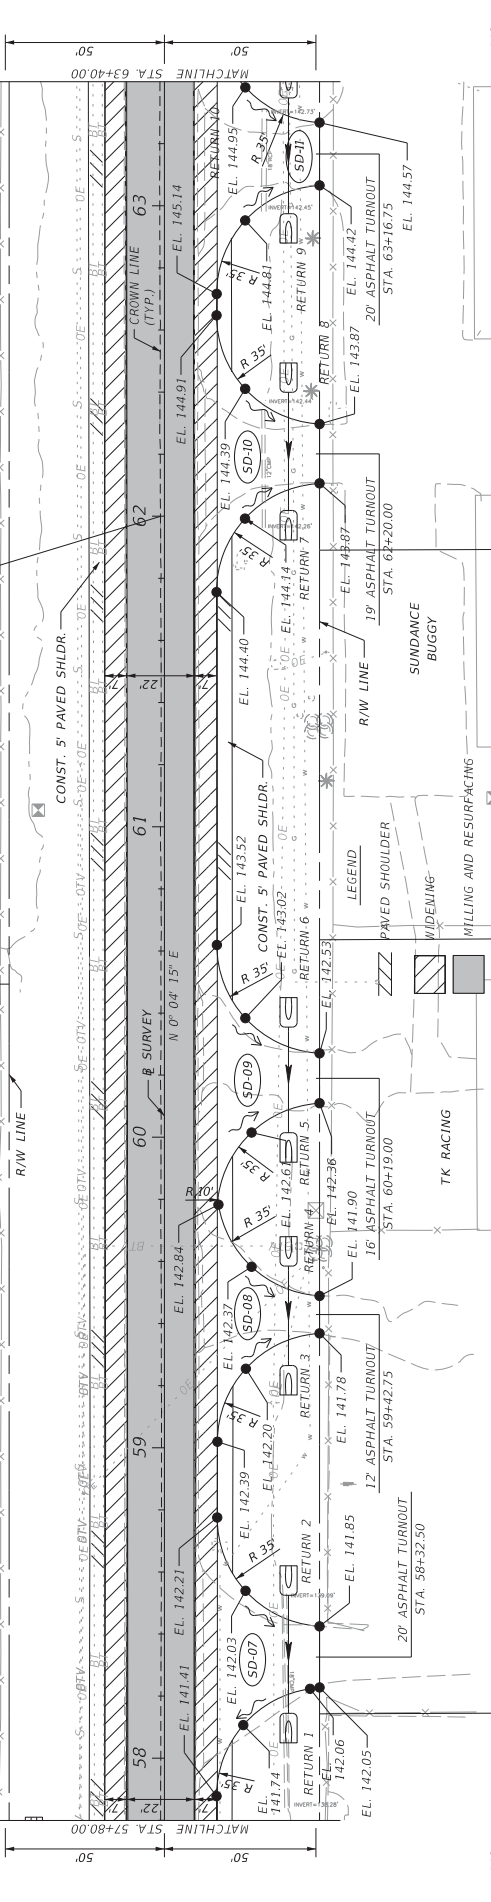 50'
50'
MATCHLINE STA. 63+40.00
RETURN 10
EL. 144.95
R 35'
SD-11
EL. 144.57
63
EL. 145.14
CROWN LINE
(TYP.)
EL. 144.81
R 35'
RETURN 9
EL. 144.42
20' ASPHALT TURNOUT
STA. 63+16.75
EL. 144.91
R 35'
RETURN 8
EL. 143.87
EL. 144.39
SD-10
62
R 35'
EL. 144.14
RETURN 7
EL. 143.87
19' ASPHALT TURNOUT
STA. 62+20.00
EL. 144.40
CONST. 5' PAVED SHLDR.
7'
22'
7'
R/W LINE
SUNDANCE
BUGGY
61
EL. 143.52
CONST. 5' PAVED SHLDR.
EL. 143.02
R 35'
RETURN 6
EL. 142.53
LEGEND
PAVED SHOULDER
WIDENING
MILLING AND RESURFACING
N 0° 04' 15" E
B SURVEY
R/W LINE
SD-09
60
R 35'
EL. 142.61
RETURN 5
EL. 142.36
16' ASPHALT TURNOUT
STA. 60+19.00
TK RACING
R 10'
EL. 142.84
R 35'
RETURN 4
EL. 141.90
EL. 142.37
SD-08
59
R 35'
EL. 142.20
RETURN 3
EL. 141.78
12' ASPHALT TURNOUT
STA. 59+42.75
EL. 142.39
EL. 142.21
R 35'
RETURN 2
EL. 141.85
20' ASPHALT TURNOUT
STA. 58+32.50
EL. 142.03
SD-07
58
EL. 141.41
R 35'
EL. 141.74
RETURN 1
EL. 142.06
EL. 142.05
7'
22'
7'
MATCHLINE STA. 57+80.00
50'
50'